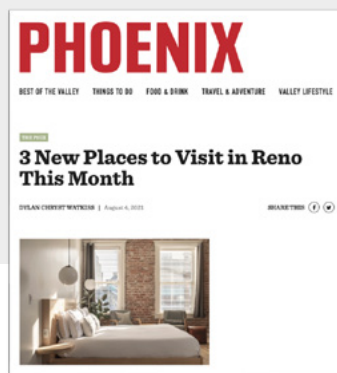 PHOENIX
BEST OF THE VALLEY THINGS TO DO FOOD & DRINK TRAVEL & ADVENTURE VALLEY LIFESTYLE
3 New Places to Visit in Reno
This Month
SHARE THIS